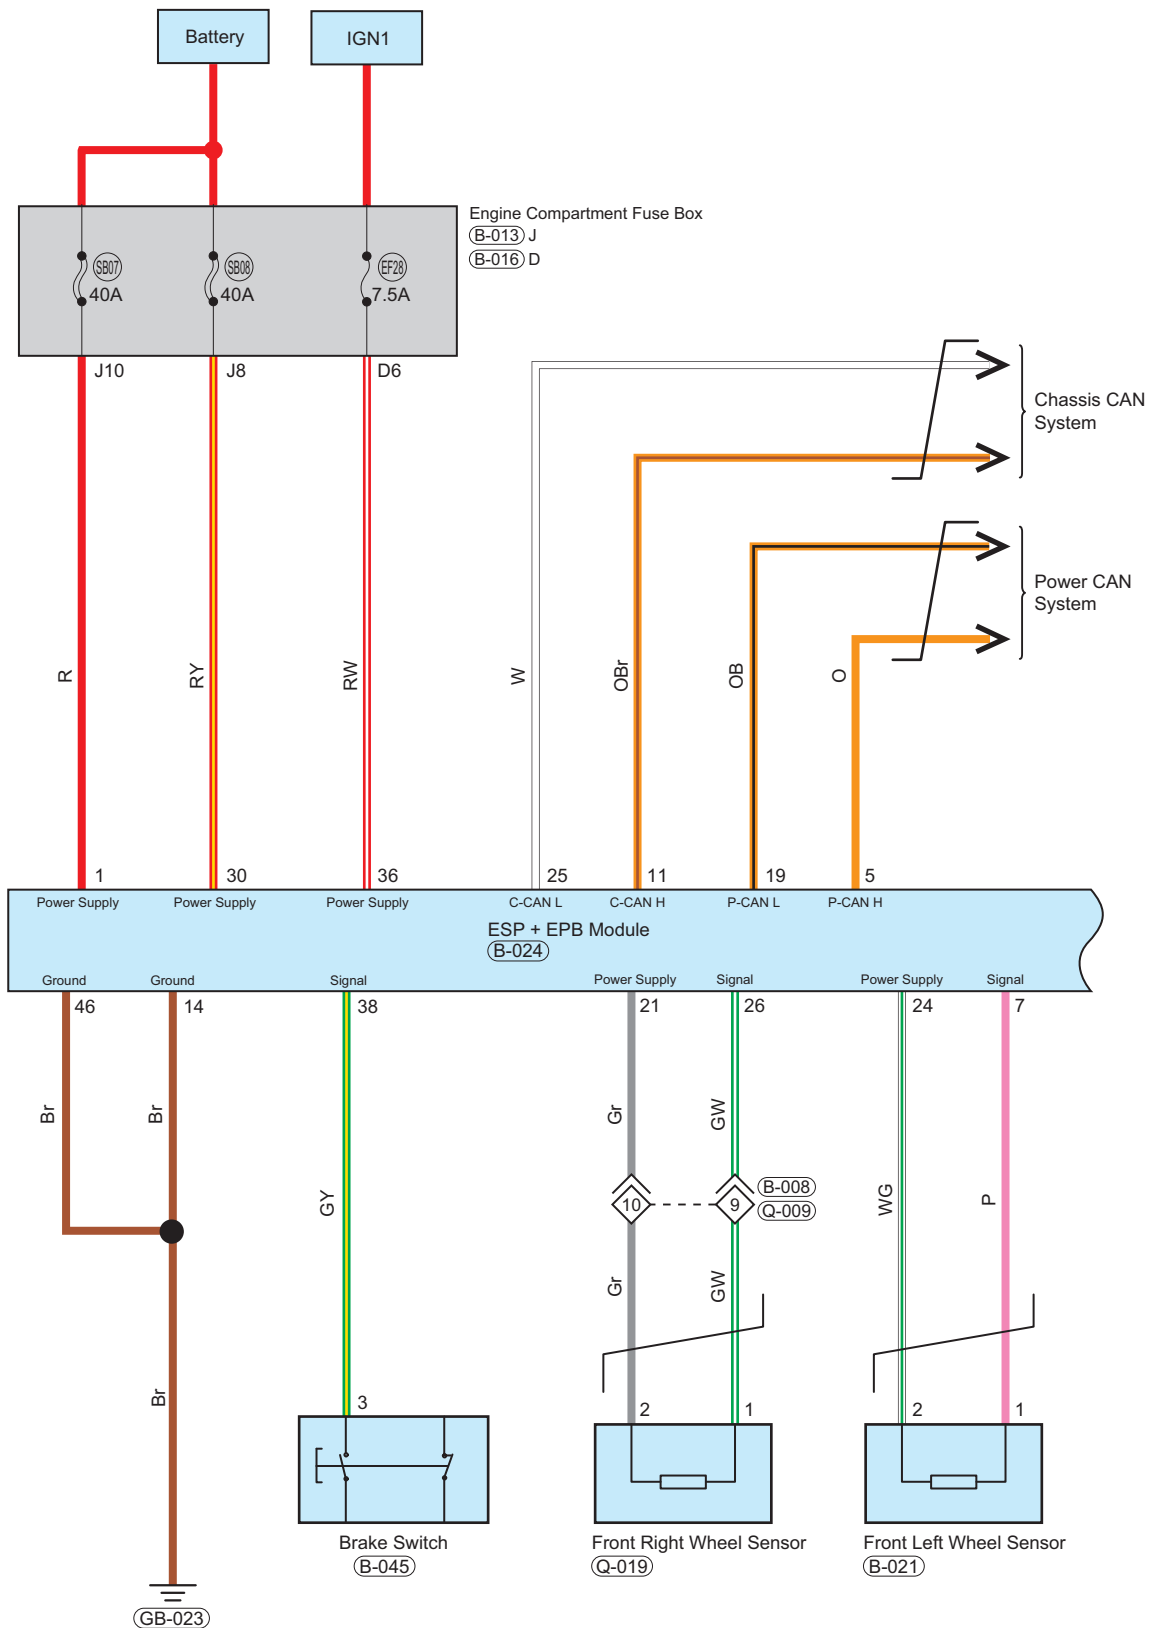 Battery
IGN1
Engine Compartment Fuse Box
B-013 J
B-016 D
SB07
40A
SB08
40A
EF28
7.5A
J10
J8
D6
Chassis CAN
System
Power CAN
System
R
RY
RW
W
OBr
OB
O
1
30
36
25
11
19
5
Power Supply
Power Supply
Power Supply
C-CAN L
C-CAN H
P-CAN L
P-CAN H
ESP + EPB Module
B-024
Ground
Ground
Signal
Power Supply
Signal
Power Supply
Signal
46
14
38
21
26
24
7
Br
Br
GY
Gr
GW
WG
P
10
9
B-008
Q-009
Gr
GW
Br
3
2
1
2
1
Brake Switch
B-045
Front Right Wheel Sensor
Q-019
Front Left Wheel Sensor
B-021
GB-023